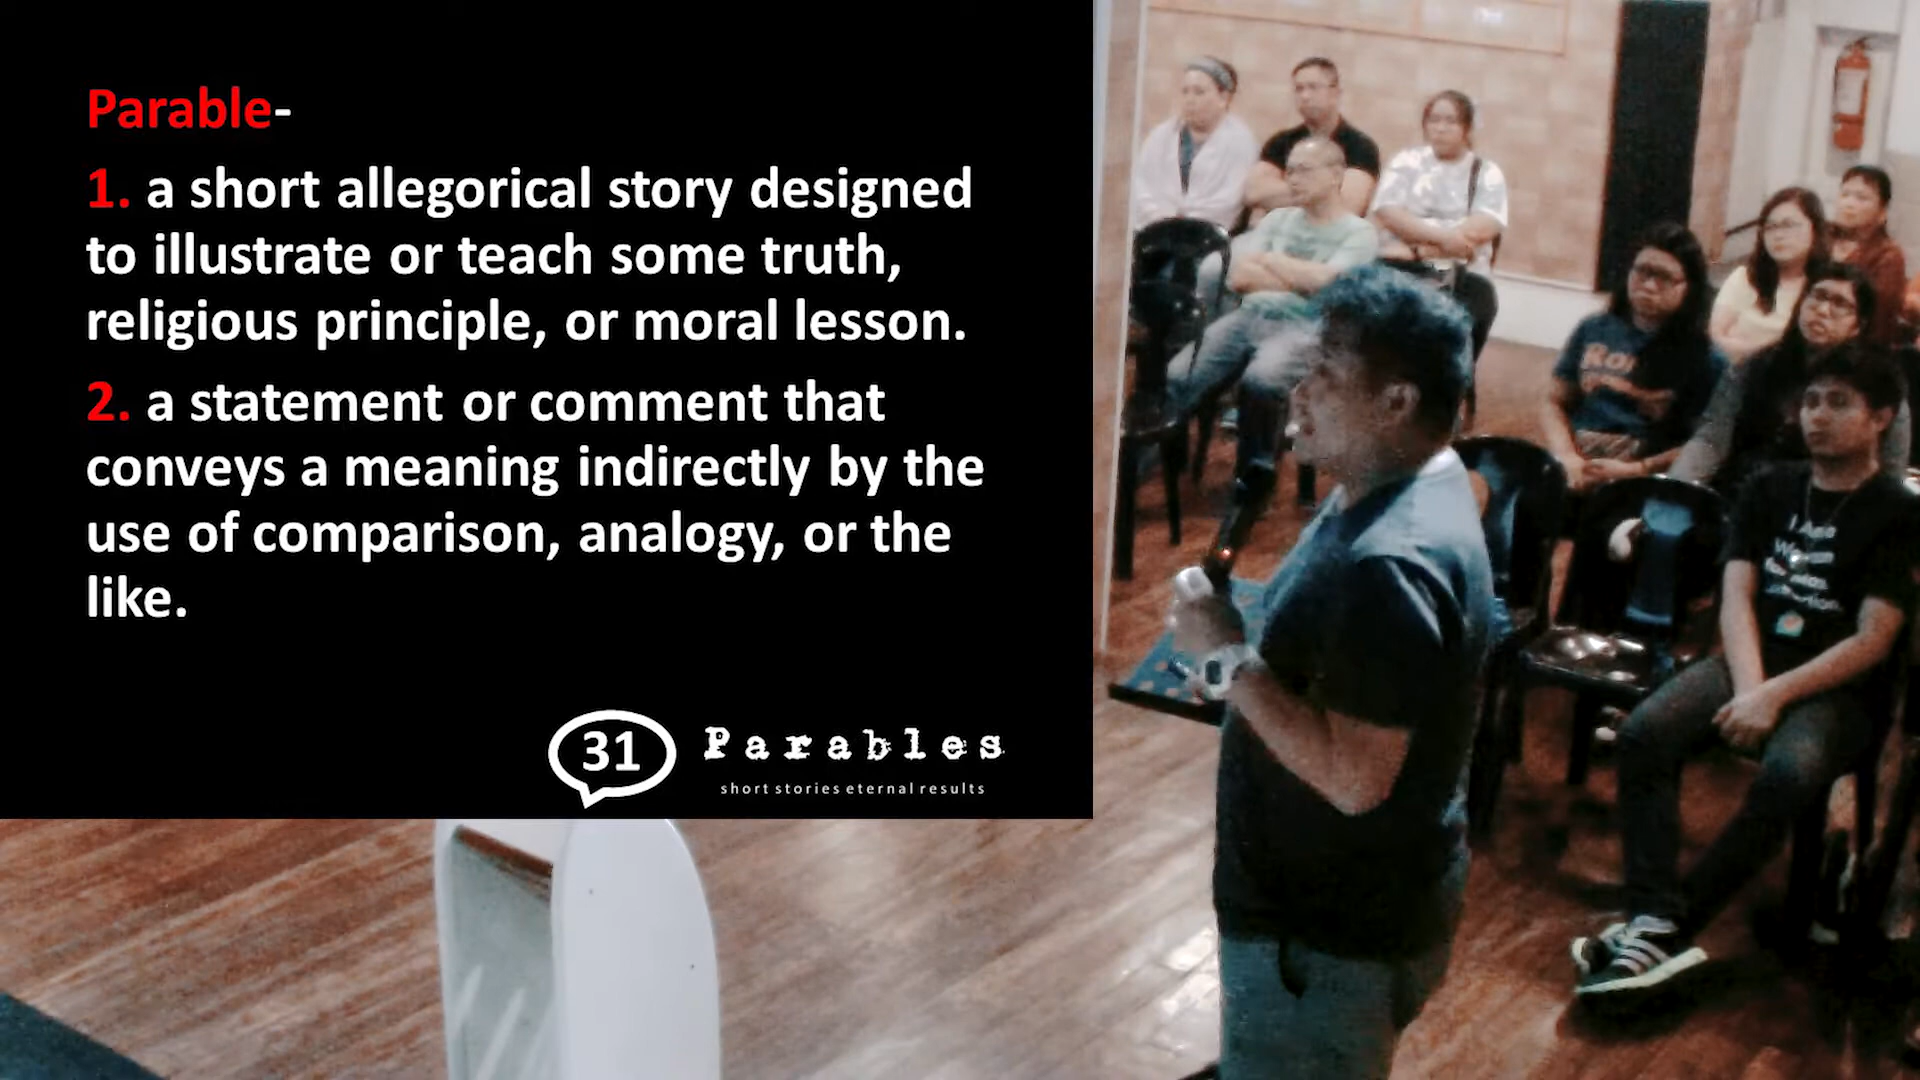 Parable-
1. a short allegorical story designed
to illustrate or teach some truth,
religious principle, or moral lesson.
2. a statement or comment that
conveys a meaning indirectly by the
use of comparison, analogy, or the
like.
31 Parables
short stories eternal results
I Am